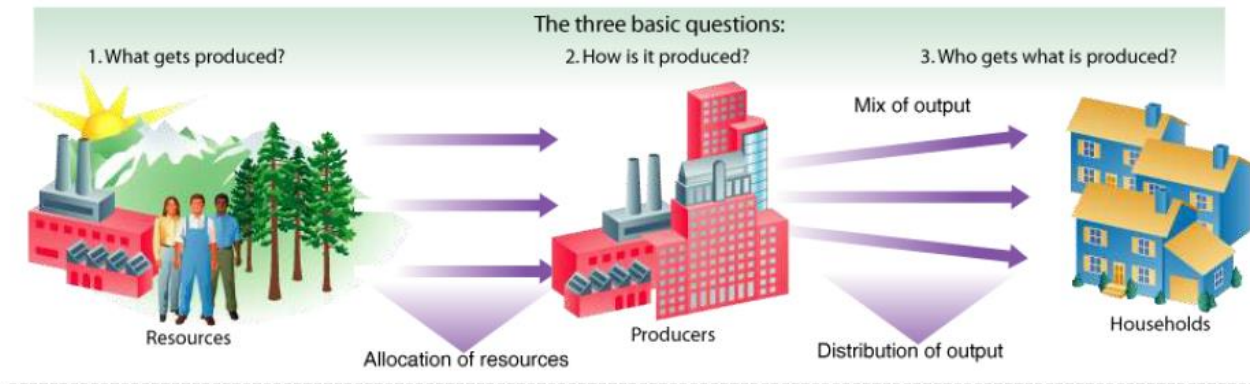 The three basic questions:
1. What gets produced?
2. How is it produced?
3. Who gets what is produced?
Mix of output
Resources
Allocation of resources
Producers
Distribution of output
Households